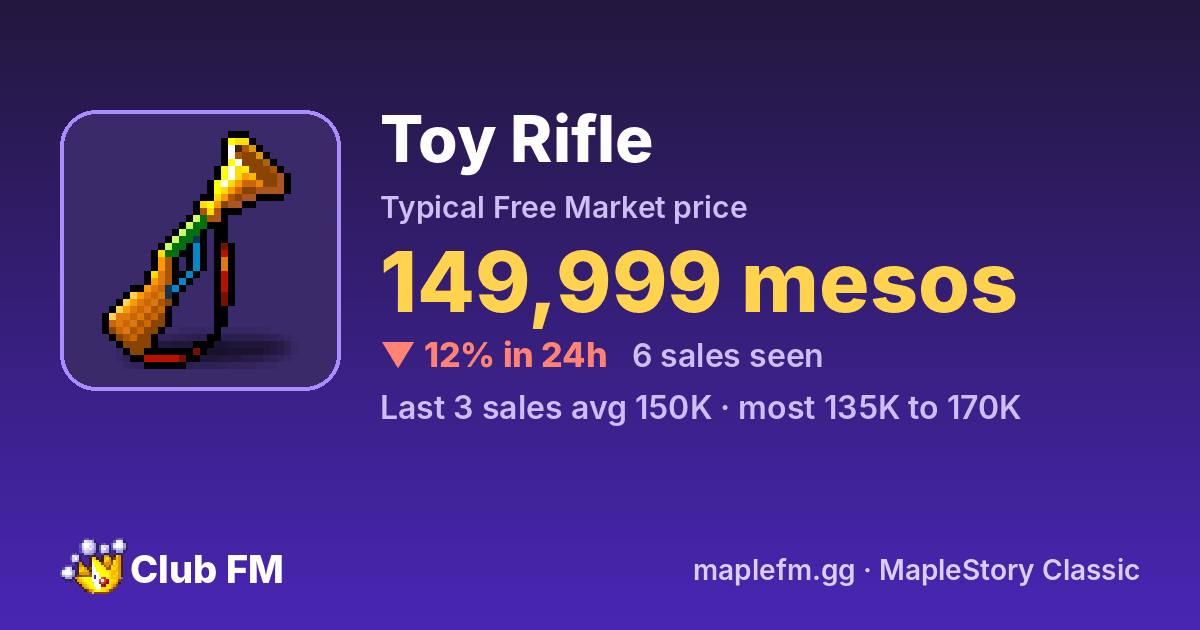 Toy Rifle
Typical Free Market price
149,999 mesos
▼ 12% in 24h 6 sales seen
Last 3 sales avg 150K · most 135K to 170K
Club FM
maplefm.gg · MapleStory Classic